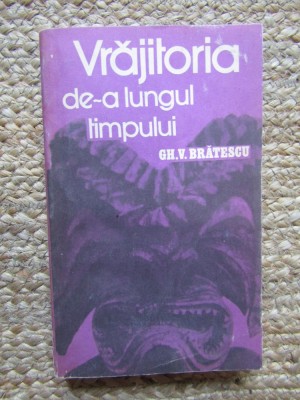 Vrăjitoria
de-a lungul
timpului
GH.V. BRĂTESCU